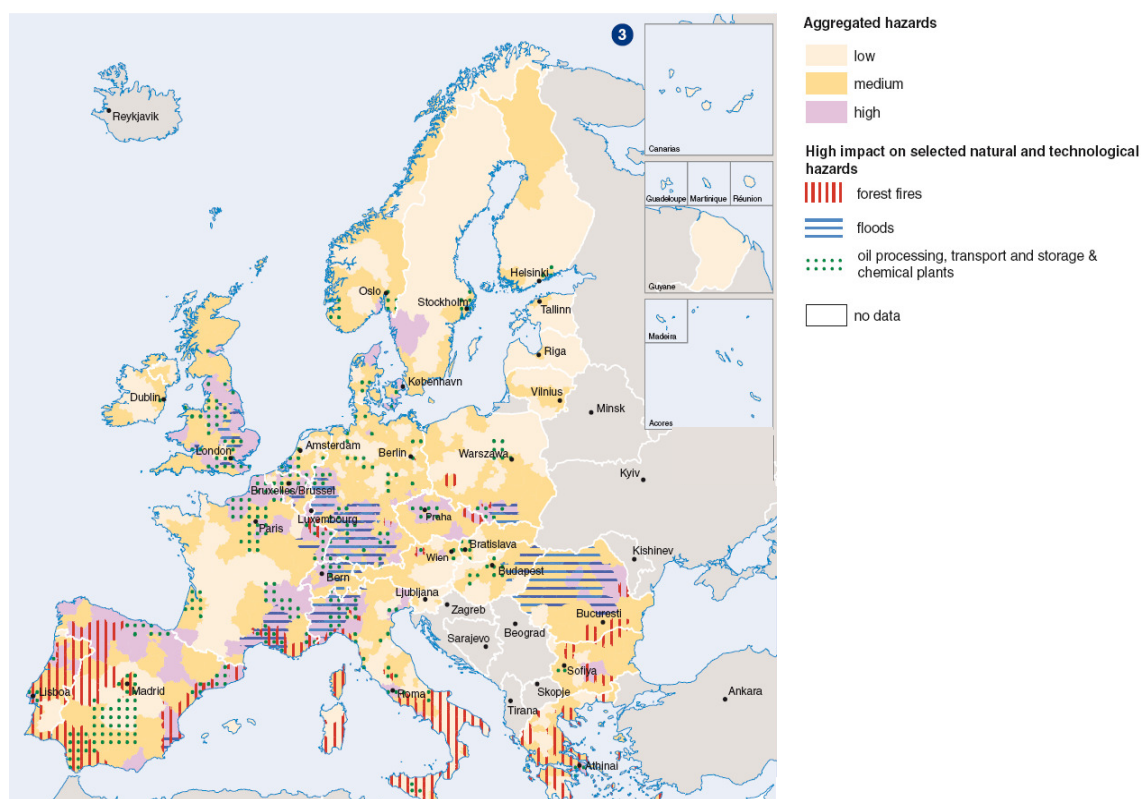 3
Reykjavik
Canarias
Guadeloupe
Martinique
Réunion
Guyane
Madeira
Acores
Helsinki
Oslo
Stockholm
Tallinn
Riga
København
Vilnius
Dublin
Minsk
London
Amsterdam
Berlin
Warszawa
Kyiv
Bruxelles/Brussel
Luxembourg
Praha
Paris
Kishinev
Wien
Bratislava
Budapest
Bern
Ljubljana
Zagreb
Bucuresti
Beograd
Sarajevo
Sofiya
Madrid
Lisboa
Roma
Skopje
Ankara
Tirana
Athinai
Aggregated hazards
low
medium
high
High impact on selected natural and technological
hazards
forest fires
floods
oil processing, transport and storage &
chemical plants
no data